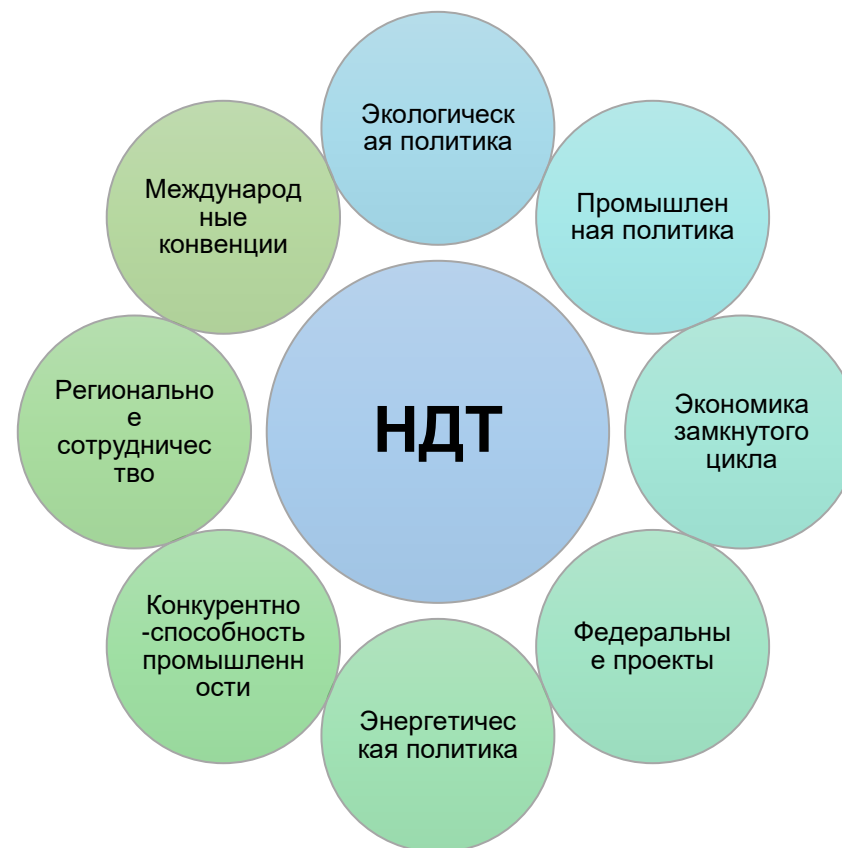 Экологическ
ая политика
Промышлен
ная политика
Экономика
замкнутого
цикла
Федеральны
е проекты
Энергетичес
кая политика
Конкурентно
-способность
промышленн
ости
Регионально
е
сотрудничес
тво
Международ
ные
конвенции
НДТ